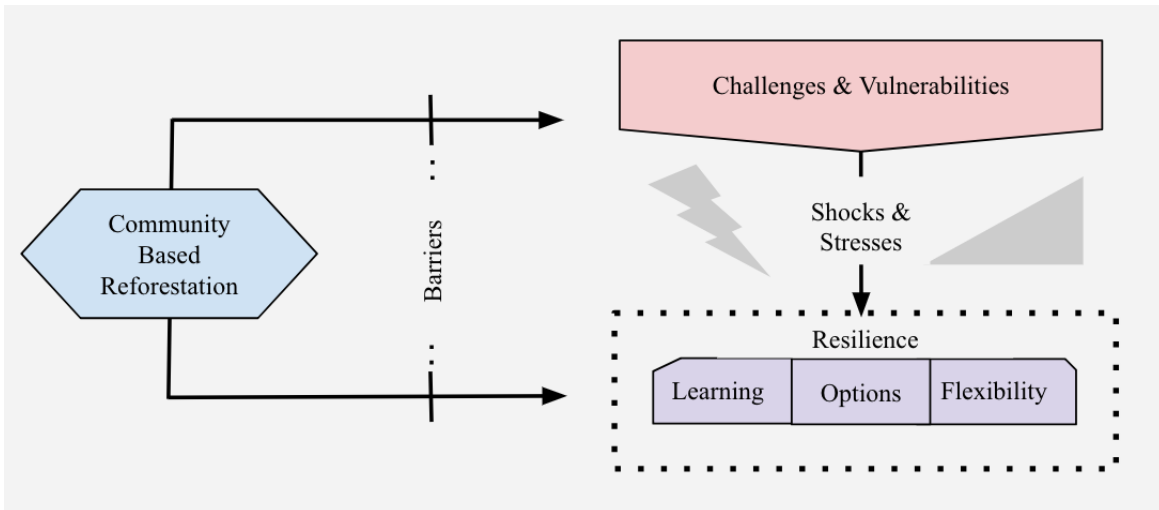 Challenges & Vulnerabilities
Community
Based
Reforestation
Barriers
Shocks &
Stresses
Resilience
Learning
Options
Flexibility